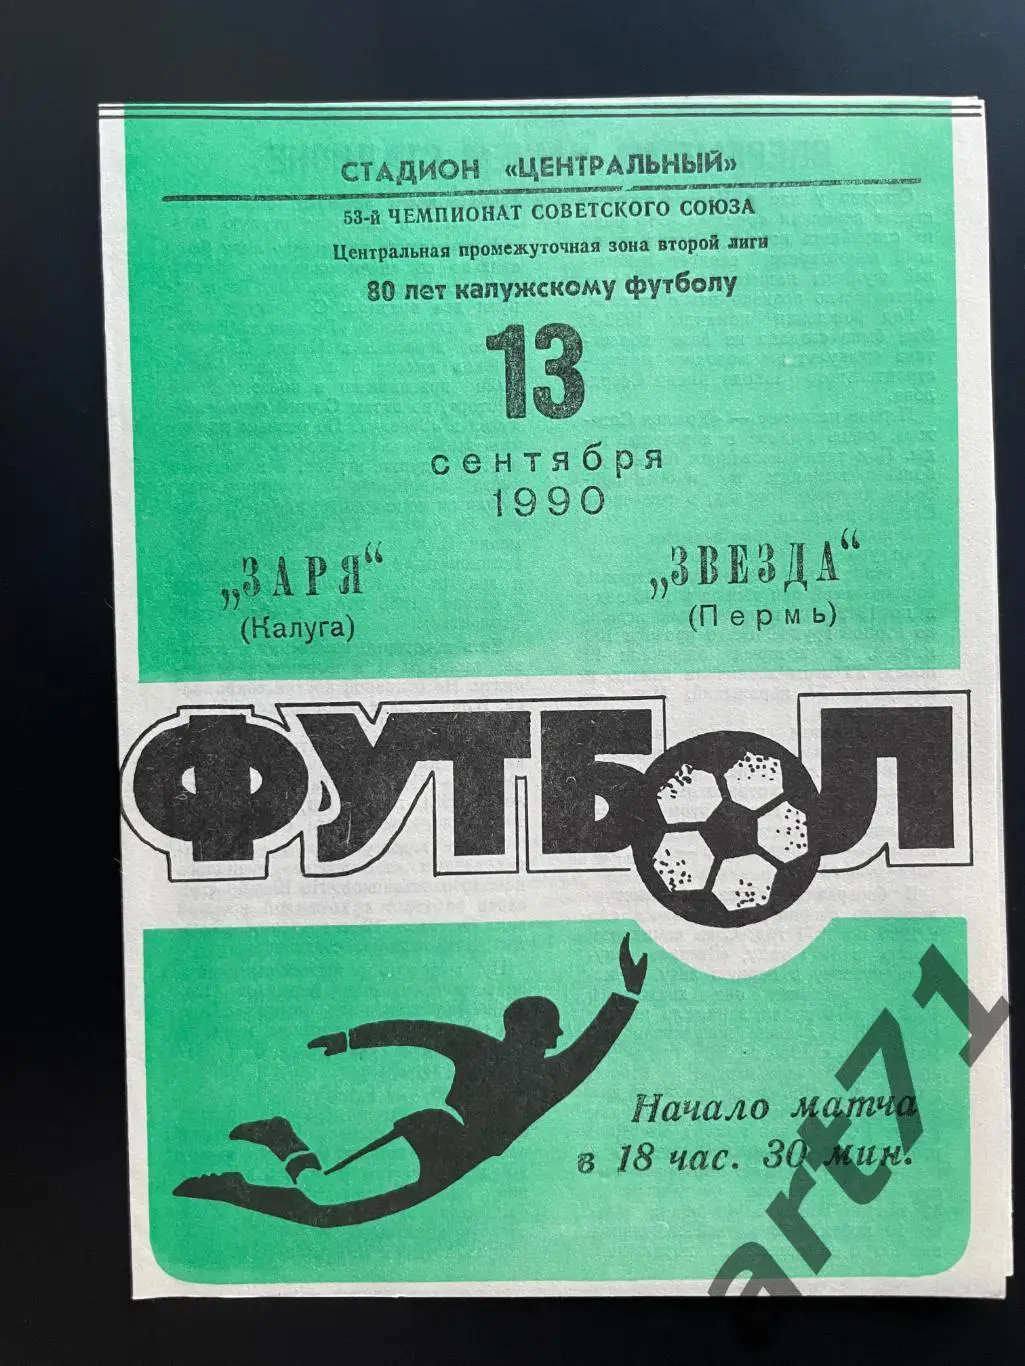 СТАДИОН «ЦЕНТРАЛЬНЫЙ»
53-й ЧЕМПИОНАТ СОВЕТСКОГО СОЮЗА
Центральная промежуточная зона второй лиги
80 лет калужскому футболу
13
сентября
1990
„ЗАРЯ“
(Калуга)
„ЗВЕЗДА“
(Пермь)
ФУТБОЛ
Начало матча
в 18 час. 30 мин.
art71